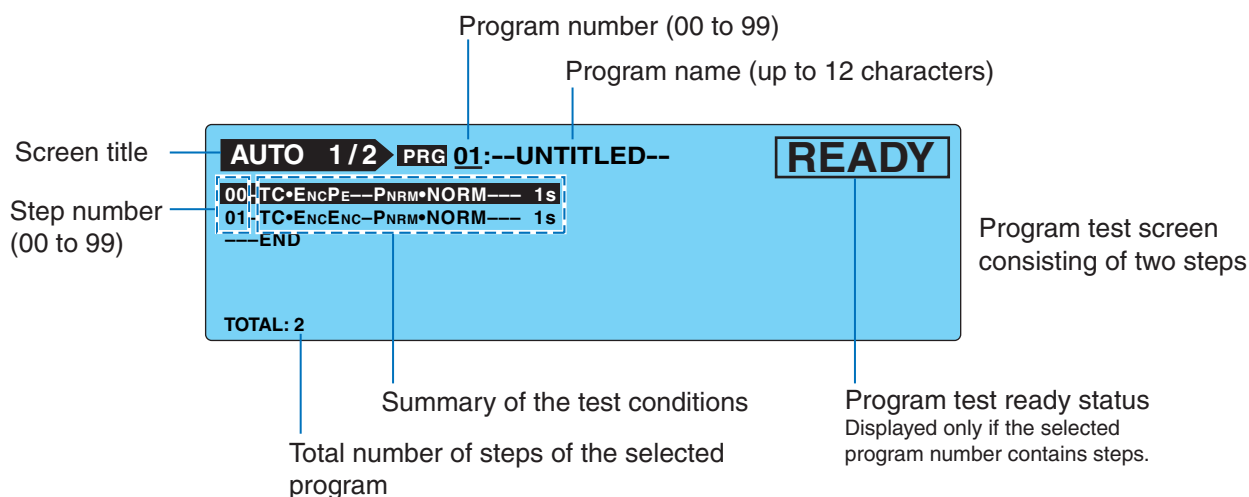 Program number (00 to 99)
Program name (up to 12 characters)
Screen title
AUTO 1/2 PRG 01:--UNTITLED--
READY
Step number
(00 to 99)
00-TC•ENCPE––PNRM•NORM––– 1s
01-TC•ENCENC–PNRM•NORM––– 1s
–––END
TOTAL: 2
Program test screen
consisting of two steps
Summary of the test conditions
Total number of steps of the selected
program
Program test ready status
Displayed only if the selected
program number contains steps.